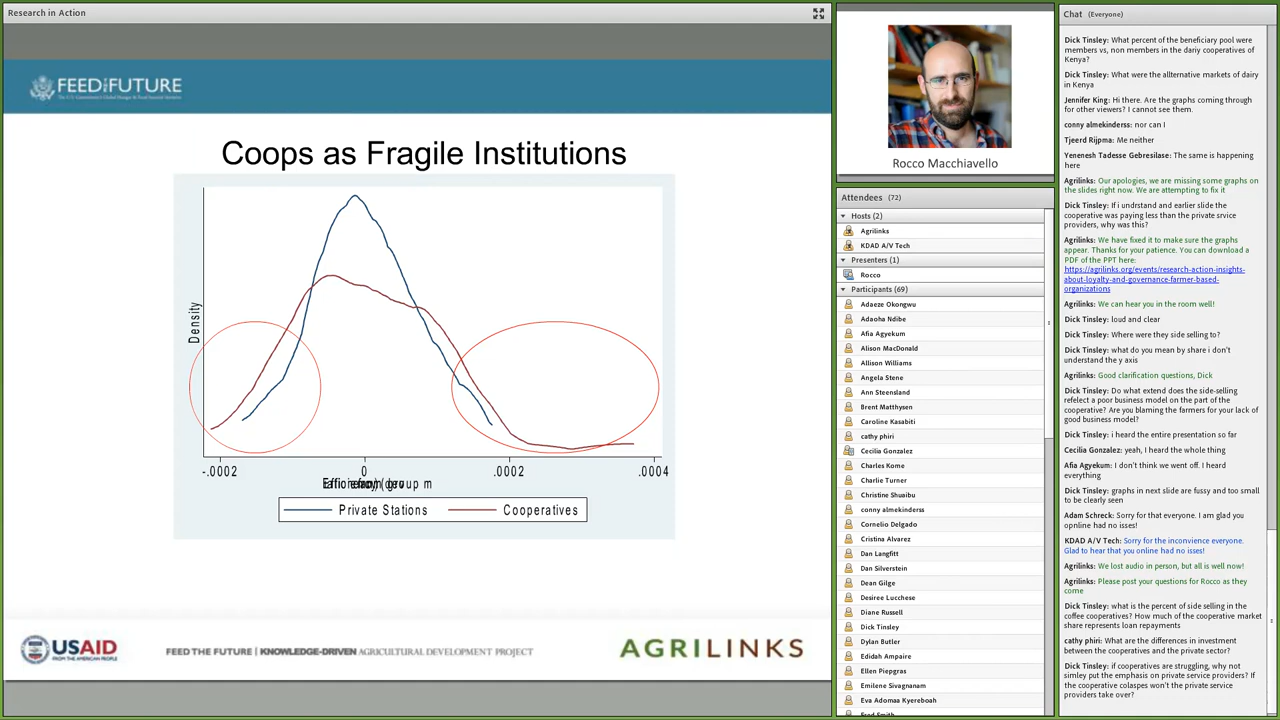 Research in Action
FEED THE FUTURE
Coops as Fragile Institutions
Density
-.0002
0
.0002
.0004
Private Stations
Cooperatives
USAID
FROM THE AMERICAN PEOPLE
FEED THE FUTURE | KNOWLEDGE-DRIVEN AGRICULTURAL DEVELOPMENT PROJECT
AGRILINKS
Rocco Macchiavello
Attendees (72)
Hosts (2)
Agrilinks
KDAD A/V Tech
Presenters (1)
Rocco
Participants (69)
Adaeze Okongwu
Adaoha Ndibe
Afia Agyekum
Alison MacDonald
Allison Williams
Angela Stene
Ann Steensland
Brent Matthysen
Caroline Kasabiti
cathy phiri
Cecilia Gonzalez
Charles Kome
Charlie Turner
Christine Shuaibu
conny almekinderss
Cornelio Delgado
Cristina Alvarez
Dan Langfitt
Dan Silverstein
Dean Gilge
Desiree Lucchese
Diane Russell
Dick Tinsley
Dylan Butler
Edidah Ampaire
Ellen Piepgras
Emilene Sivagnanam
Eva Adomaa Kyereboah
Chat (Everyone)
Dick Tinsley: What percent of the beneficiary pool were
members vs, non members in the dariy cooperatives of
Kenya?
Dick Tinsley: What were the allternative markets of dairy
in Kenya
Jennifer King: Hi there. Are the graphs coming through
for other viewers? I cannot see them.
conny almekinderss: nor can I
Tjeerd Rijpma: Me neither
Yenenesh Tadesse Gebresilase: The same is happening
here
Agrilinks: Our apologies, we are missing some graphs on
the slides right now. We are attempting to fix it
Dick Tinsley: If i undrstand and earlier slide the
cooperative was paying less than the private srvice
providers, why was this?
Agrilinks: We have fixed it to make sure the graphs
appear. Thanks for your patience. You can download a
PDF of the PPT here:
https://agrilinks.org/events/research-action-insights-
about-loyalty-and-governance-farmer-based-
organizations
Agrilinks: We can hear you in the room well!
Dick Tinsley: loud and clear
Dick Tinsley: Where were they side selling to?
Dick Tinsley: what do you mean by share i don't
understand the y axis
Agrilinks: Good clarification questions, Dick
Dick Tinsley: Do what extend does the side-selling
refelect a poor business model on the part of the
cooperative? Are you blaming the farmers for your lack of
good business model?
Dick Tinsley: i heard the entire presentation so far
Cecilia Gonzalez: yeah, I heard the whole thing
Afia Agyekum: I don't think we went off. I heard
everything
Dick Tinsley: graphs in next slide are fussy and too small
to be clearly seen
Adam Schreck: Sorry for that everyone. I am glad you
opnline had no isses!
KDAD A/V Tech: Sorry for the inconvience everyone.
Glad to hear that you online had no isses!
Agrilinks: We lost audio in person, but all is well now!
Agrilinks: Please post your questions for Rocco as they
come
Dick Tinsley: what is the percent of side selling in the
coffee cooperatives? How much of the cooperative market
share represents loan repayments
cathy phiri: What are the differences in investment
between the cooperatives and the private sector?
Dick Tinsley: if cooperatives are struggling, why not
simley put the emphasis on private service providers? If
the cooperative colaspes won't the private service
providers take over?